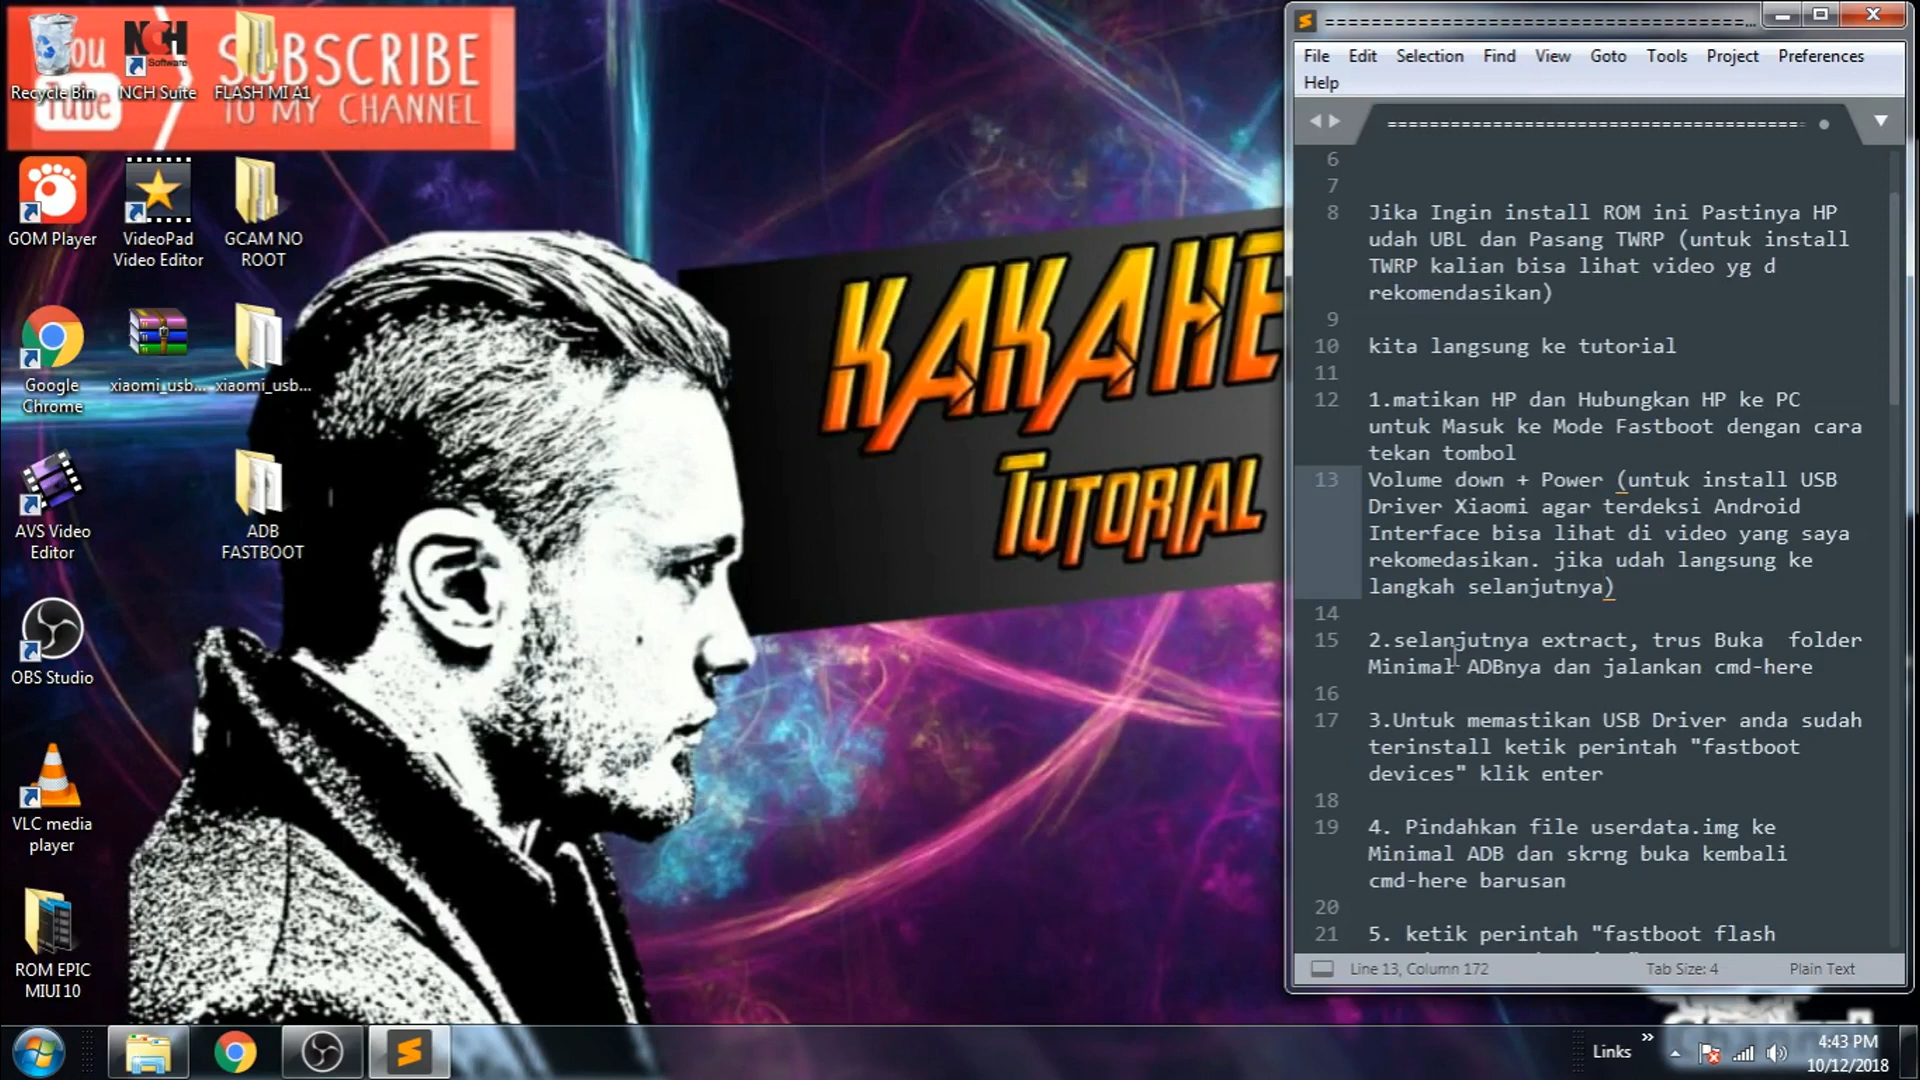 You
Tube
SUBSCRIBE
TO MY CHANNEL
Recycle Bin
NCH
Software
NCH Suite
FLASH MI A1
GOM Player
VideoPad
Video Editor
GCAM NO
ROOT
Google
Chrome
xiaomi_usb...
xiaomi_usb...
AVS Video
Editor
ADB
FASTBOOT
OBS Studio
VLC media
player
ROM EPIC
MIUI 10
KAKAHE
TUTORIAL
========================================...
File Edit Selection Find View Goto Tools Project Preferences
Help
========================================
6
7
8 Jika Ingin install ROM ini Pastinya HP
udah UBL dan Pasang TWRP (untuk install
TWRP kalian bisa lihat video yg d
rekomendasikan)
9
10 kita langsung ke tutorial
11
12 1.matikan HP dan Hubungkan HP ke PC
untuk Masuk ke Mode Fastboot dengan cara
tekan tombol
13 Volume down + Power (untuk install USB
Driver Xiaomi agar terdeksi Android
Interface bisa lihat di video yang saya
rekomedasikan. jika udah langsung ke
langkah selanjutnya)
14
15 2.selanjutnya extract, trus Buka  folder
Minimal ADBnya dan jalankan cmd-here
16
17 3.Untuk memastikan USB Driver anda sudah
terinstall ketik perintah "fastboot
devices" klik enter
18
19 4. Pindahkan file userdata.img ke
Minimal ADB dan skrng buka kembali
cmd-here barusan
20
21 5. ketik perintah "fastboot flash
Line 13, Column 172 Tab Size: 4 Plain Text
Links
4:43 PM
10/12/2018